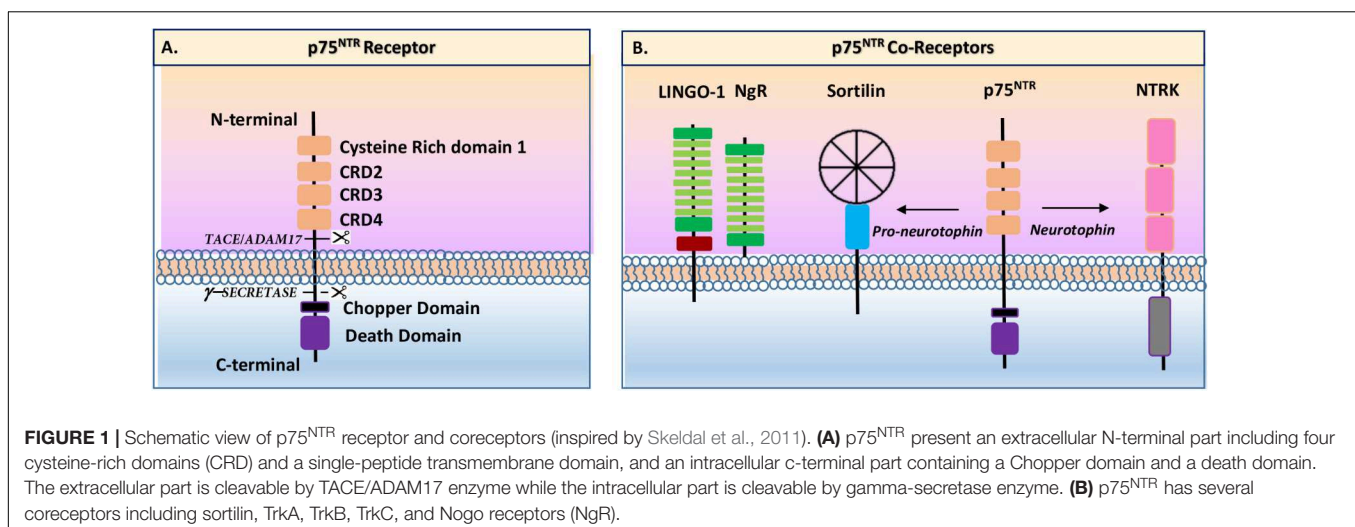 A.
p75NTR Receptor
N-terminal
Cysteine Rich domain 1
CRD2
CRD3
CRD4
TACE/ADAM17
γ–SECRETASE
Chopper Domain
Death Domain
C-terminal
B.
p75NTR Co-Receptors
LINGO-1 NgR Sortilin p75NTR NTRK
Pro-neurotophin Neurotophin
FIGURE 1 | Schematic view of p75NTR receptor and coreceptors (inspired by Skeldal et al., 2011). (A) p75NTR present an extracellular N-terminal part including four
cysteine-rich domains (CRD) and a single-peptide transmembrane domain, and an intracellular c-terminal part containing a Chopper domain and a death domain.
The extracellular part is cleavable by TACE/ADAM17 enzyme while the intracellular part is cleavable by gamma-secretase enzyme. (B) p75NTR has several
coreceptors including sortilin, TrkA, TrkB, TrkC, and Nogo receptors (NgR).